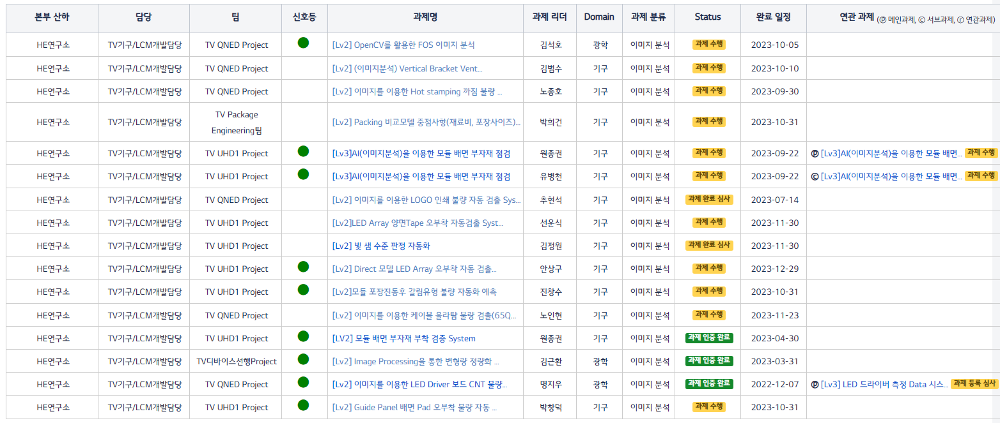 본부 산하 담당 팀 신호등 과제명 과제 리더 Domain 과제 분류 Status 완료 일정 연관 과제 (ⓟ 메인과제, ⓒ 서브과제, ⓡ 연관과제)
HE연구소 TV기구/LCM개발담당 TV QNED Project [Lv2] OpenCV를 활용한 FOS 이미지 분석 김석호 광학 이미지 분석 과제 수행 2023-10-05
HE연구소 TV기구/LCM개발담당 TV QNED Project [Lv2] (이미지분석) Vertical Bracket Vent... 김범수 기구 이미지 분석 과제 수행 2023-10-10
HE연구소 TV기구/LCM개발담당 TV QNED Project [Lv2] 이미지를 이용한 Hot stamping 까짐 불량 ... 노종호 기구 이미지 분석 과제 수행 2023-09-30
HE연구소 TV기구/LCM개발담당 TV Package Engineering팀 [Lv2] Packing 비교모델 중점사항(재료비, 포장사이즈)... 박희건 기구 이미지 분석 과제 수행 2023-10-31
HE연구소 TV기구/LCM개발담당 TV UHD1 Project [Lv3]AI(이미지분석)을 이용한 모듈 배면 부자재 점검 원종권 기구 이미지 분석 과제 수행 2023-09-22 ⓟ [Lv3]AI(이미지분석)을 이용한 모듈 배면... 과제 수행
HE연구소 TV기구/LCM개발담당 TV UHD1 Project [Lv3]AI(이미지분석)을 이용한 모듈 배면 부자재 점검 유병천 기구 이미지 분석 과제 수행 2023-09-22 ⓒ [Lv3]AI(이미지분석)을 이용한 모듈 배면... 과제 수행
HE연구소 TV기구/LCM개발담당 TV QNED Project [Lv2] 이미지를 이용한 LOGO 인쇄 불량 자동 검출 Sys... 추현석 기구 이미지 분석 과제 완료 심사 2023-07-14
HE연구소 TV기구/LCM개발담당 TV UHD1 Project [Lv2]LED Array 양면Tape 오부착 자동검출 Syst... 선운식 기구 이미지 분석 과제 수행 2023-11-30
HE연구소 TV기구/LCM개발담당 TV UHD1 Project [Lv2] 빛 샘 수준 판정 자동화 김정원 기구 이미지 분석 과제 완료 심사 2023-11-30
HE연구소 TV기구/LCM개발담당 TV UHD1 Project [Lv2] Direct 모델 LED Array 오부착 자동 검출... 안상구 기구 이미지 분석 과제 수행 2023-12-29
HE연구소 TV기구/LCM개발담당 TV UHD1 Project [Lv2]모듈 포장진동후 갈림유형 불량 자동화 예측 진창수 기구 이미지 분석 과제 수행 2023-10-31
HE연구소 TV기구/LCM개발담당 TV QNED Project [Lv2] 이미지를 이용한 케이블 올라탐 불량 검출(65Q... 노인현 기구 이미지 분석 과제 수행 2023-11-23
HE연구소 TV기구/LCM개발담당 TV UHD1 Project [LV2] 모듈 배면 부자재 부착 검증 System 원종권 기구 이미지 분석 과제 인증 완료 2023-04-30
HE연구소 TV기구/LCM개발담당 TV디바이스선행Project [Lv2] Image Processing을 통한 변형량 정량화 ... 김근환 광학 이미지 분석 과제 인증 완료 2023-03-31
HE연구소 TV기구/LCM개발담당 TV QNED Project [Lv2] 이미지를 이용한 LED Driver 보드 CNT 불량... 명지우 광학 이미지 분석 과제 인증 완료 2022-12-07 ⓟ [Lv3] LED 드라이버 측정 Data 시스... 과제 등록 심사
HE연구소 TV기구/LCM개발담당 TV UHD1 Project [Lv2] Guide Panel 배면 Pad 오부착 불량 자동 ... 박창덕 기구 이미지 분석 과제 수행 2023-10-31